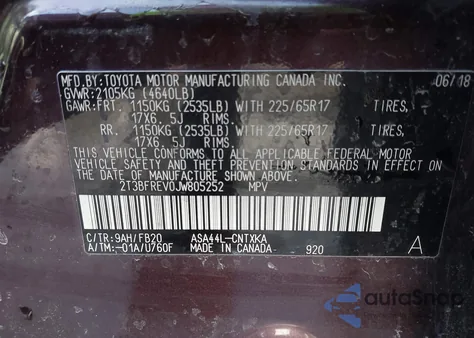 MFD.BY:TOYOTA MOTOR MANUFACTURING CANADA INC. 06/18
GVWR:2105KG (4640LB)
GAWR:FRT. 1150KG (2535LB) WITH 225/65R17 TIRES,
17X6.5J RIMS.
RR. 1150KG (2535LB) WITH 225/65R17 TIRES,
17X6.5J RIMS.
THIS VEHICLE CONFORMS TO ALL APPLICABLE FEDERAL MOTOR
VEHICLE SAFETY AND THEFT PREVENTION STANDARDS IN EFFECT ON
THE DATE OF MANUFACTURE SHOWN ABOVE.
2T3BFREV0JW805252 MPV
C/TR:9AH/FB20 ASA44L-CNTXKA
A/TM:-01A/U760F MADE IN CANADA 920 A
autoSnap